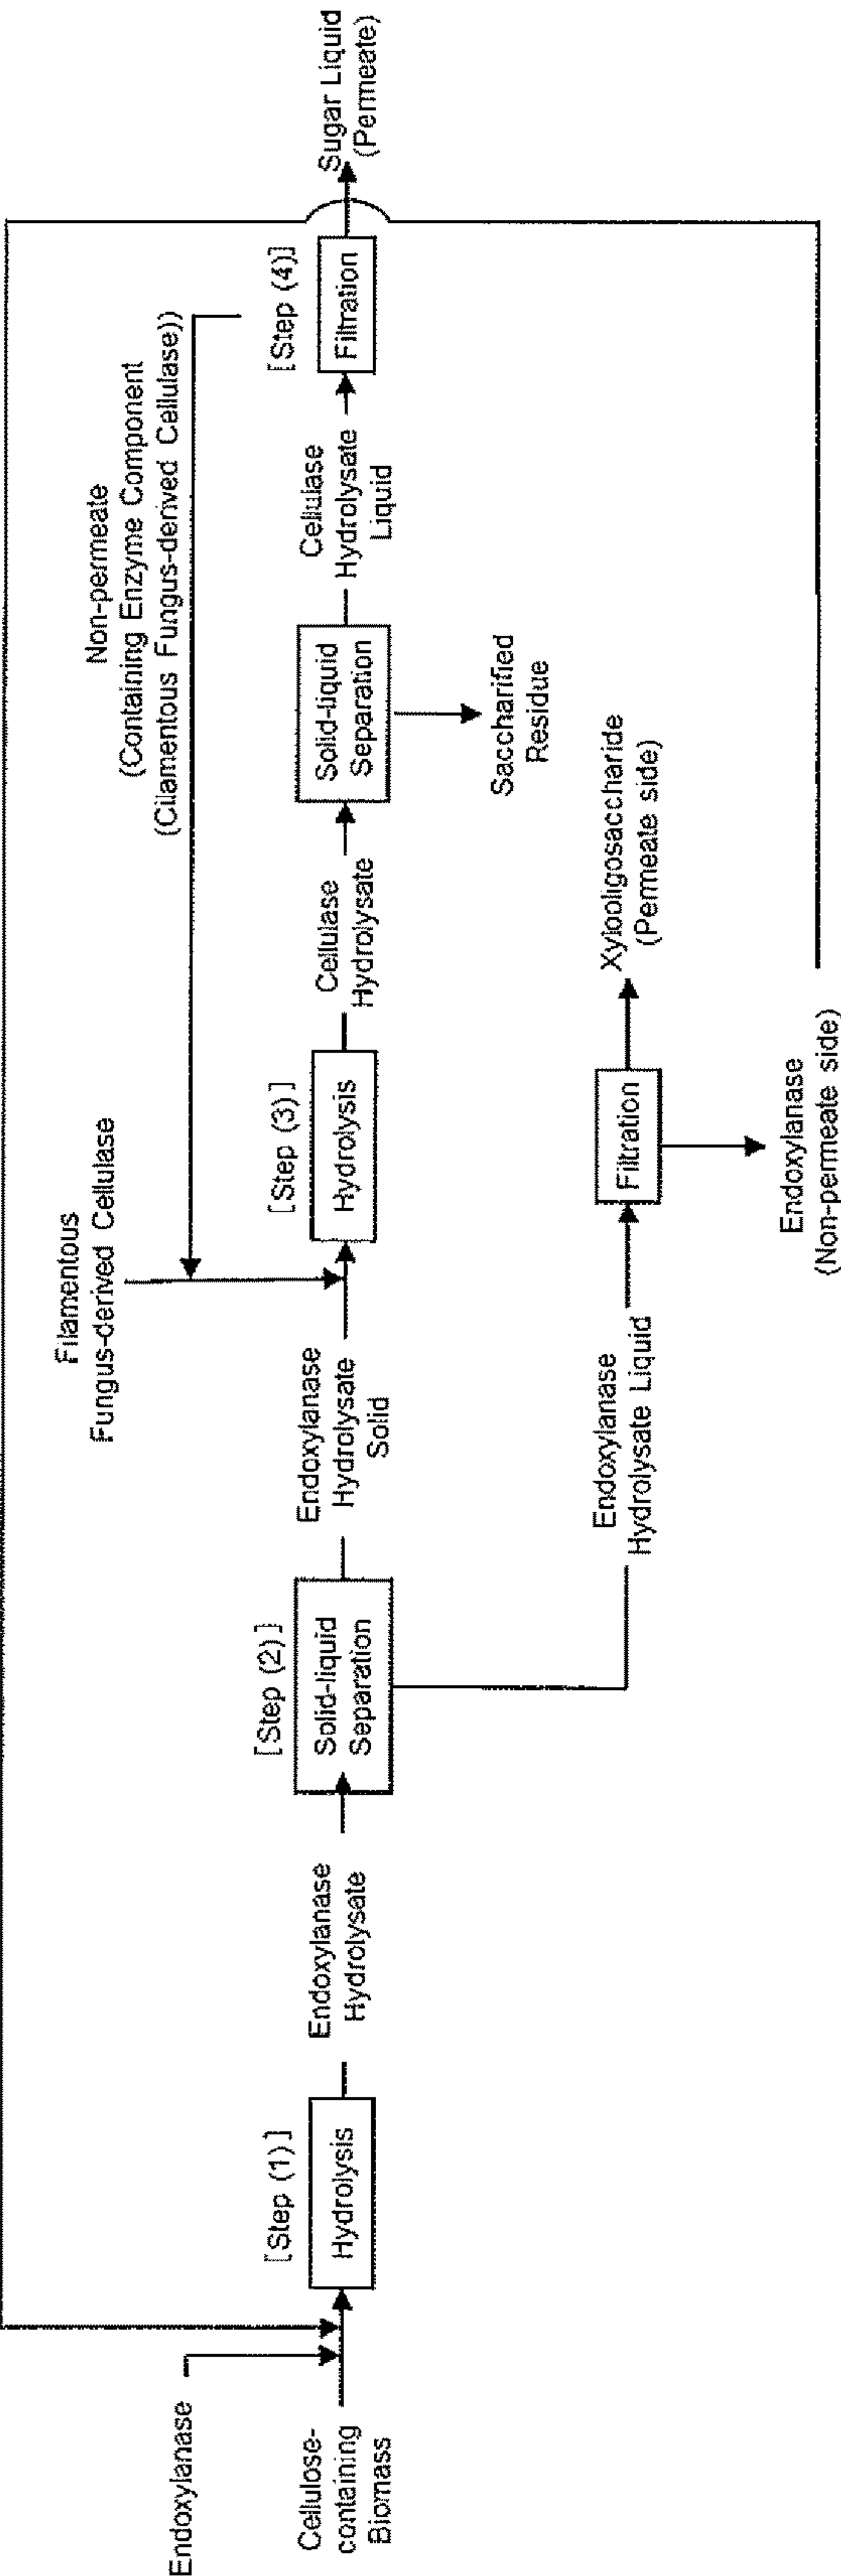 Endoxylanase
Cellulose-
containing
Biomass
[Step (1)]
Hydrolysis
Endoxylanase
Hydrolysate
[Step (2)]
Solid-liquid
Separation
Endoxylanase
Hydrolysate
Solid
Filamentous
Fungus-derived Cellulase
[Step (3)]
Hydrolysis
Cellulase
Hydrolysate
Solid-liquid
Separation
Saccharified
Residue
Cellulase
Hydrolysate
Liquid
[Step (4)]
Filtration
Sugar Liquid
(Permeate)
Non-permeate
(Containing Enzyme Component
(Cilamentous Fungus-derived Cellulase))
Endoxylanase
Hydrolysate Liquid
Filtration
Xylooligosaccharide
(Permeate side)
Endoxylanase
(Non-permeate side)